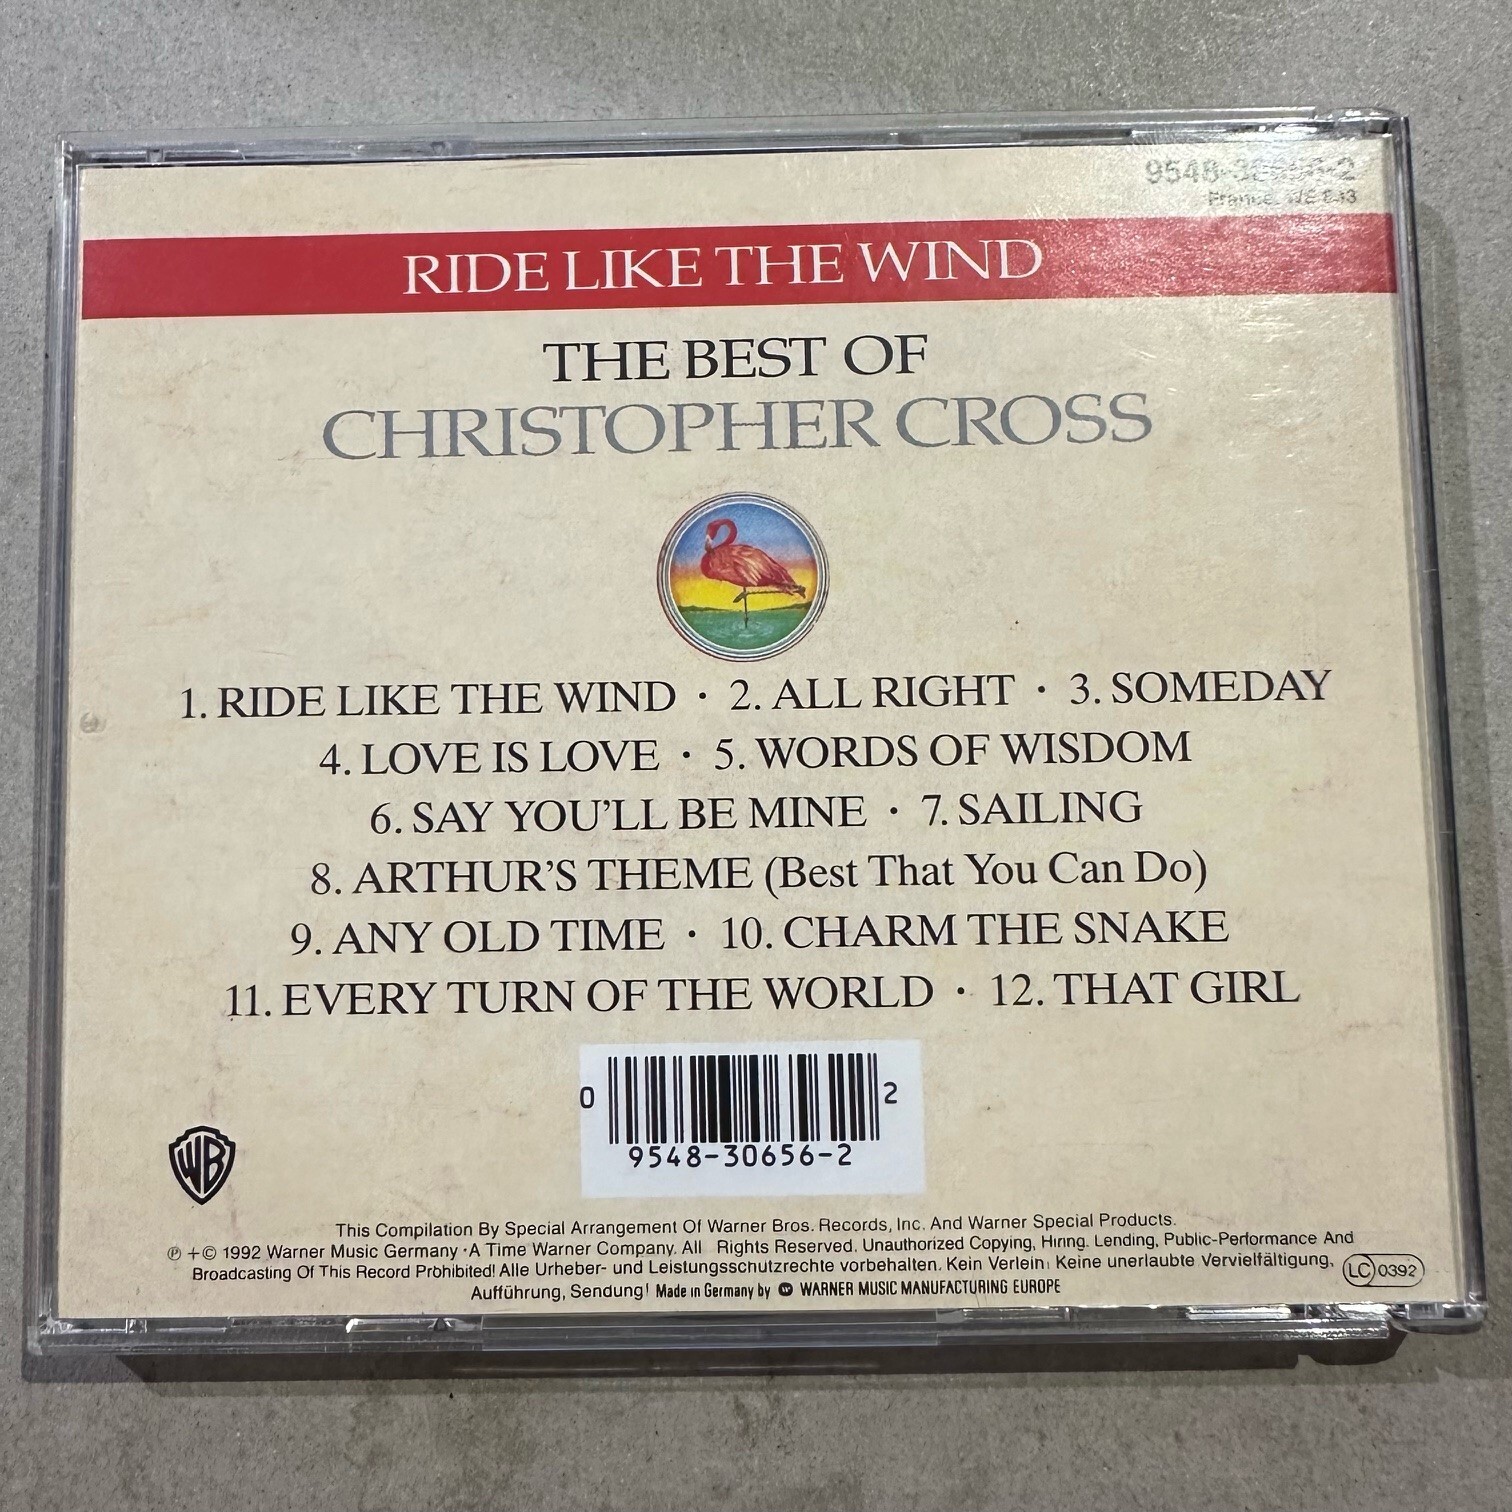 9548-30656-2
RIDE LIKE THE WIND
THE BEST OF
CHRISTOPHER CROSS
1. RIDE LIKE THE WIND · 2. ALL RIGHT · 3. SOMEDAY
4. LOVE IS LOVE · 5. WORDS OF WISDOM
6. SAY YOU'LL BE MINE · 7. SAILING
8. ARTHUR'S THEME (Best That You Can Do)
9. ANY OLD TIME · 10. CHARM THE SNAKE
11. EVERY TURN OF THE WORLD · 12. THAT GIRL
0 2
9548-30656-2
WB
This Compilation By Special Arrangement Of Warner Bros. Records, Inc. And Warner Special Products.
℗ + © 1992 Warner Music Germany · A Time Warner Company. All Rights Reserved. Unauthorized Copying, Hiring. Lending, Public-Performance And
Broadcasting Of This Record Prohibited! Alle Urheber- und Leistungsschutzrechte vorbehalten. Kein Verleih! Keine unerlaubte Vervielfältigung,
LC 0392
Aufführung, Sendung! Made in Germany by WARNER MUSIC MANUFACTURING EUROPE